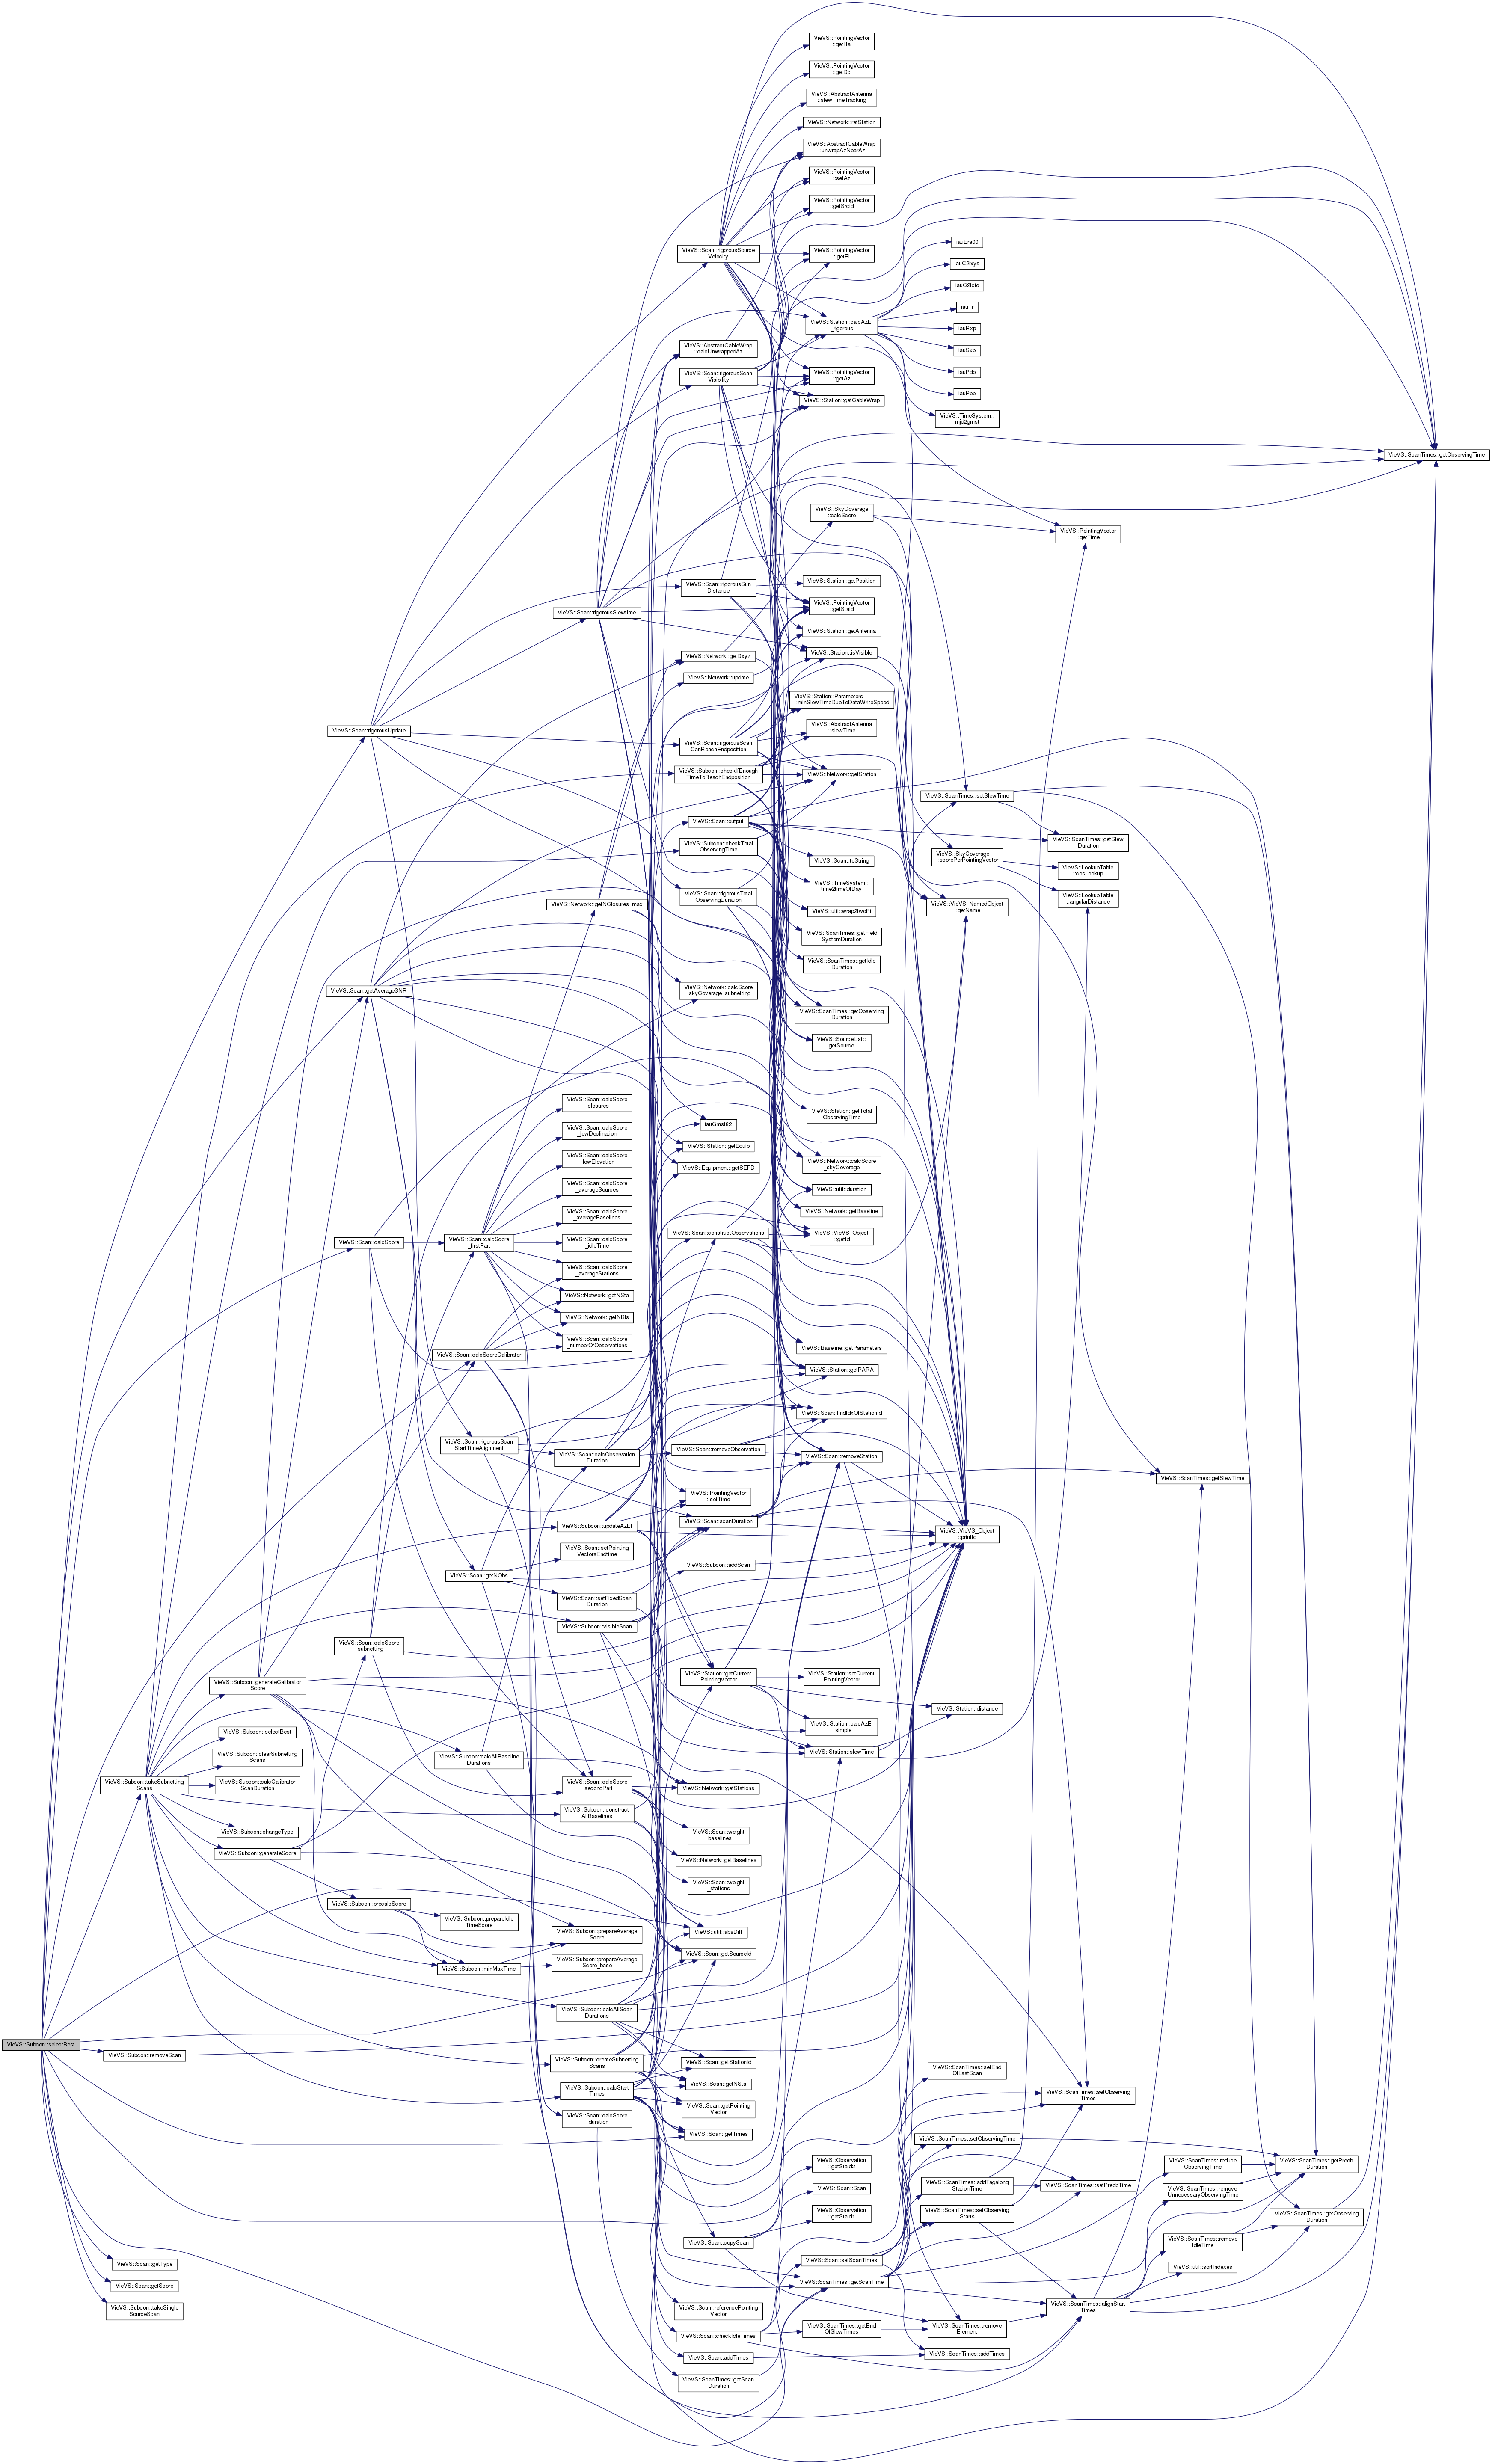 VieVS::PointingVector
::getHa
VieVS::PointingVector
::getDc
VieVS::AbstractAntenna
::slewTimeTracking
VieVS::Network::refStation
VieVS::AbstractCableWrap
::unwrapAzNearAz
VieVS::PointingVector
::setAz
VieVS::PointingVector
::getSrcid
VieVS::Scan::rigorousSource
Velocity
VieVS::PointingVector
::getEl
iauEra00
iauC2ixys
iauC2tcio
iauTr
VieVS::Station::calcAzEl
_rigorous
iauRxp
iauSxp
iauPdp
iauPpp
VieVS::AbstractCableWrap
::calcUnwrappedAz
VieVS::Scan::rigorousScan
Visibility
VieVS::PointingVector
::getAz
VieVS::Station::getCableWrap
VieVS::TimeSystem::
mjd2gmst
VieVS::ScanTimes::getObservingTime
VieVS::SkyCoverage
::calcScore
VieVS::PointingVector
::getTime
VieVS::Scan::rigorousSun
Distance
VieVS::Station::getPosition
VieVS::Scan::rigorousSlewtime
VieVS::PointingVector
::getStaid
VieVS::Station::getAntenna
VieVS::Network::getDxyz
VieVS::Station::isVisible
VieVS::Network::update
VieVS::Station::Parameters
::minSlewTimeDueToDataWriteSpeed
VieVS::Scan::rigorousUpdate
VieVS::AbstractAntenna
::slewTime
VieVS::Scan::rigorousScan
CanReachEndposition
VieVS::Subcon::checkIfEnough
TimeToReachEndposition
VieVS::Network::getStation
VieVS::ScanTimes::setSlewTime
VieVS::Scan::output
VieVS::ScanTimes::getSlew
Duration
VieVS::Subcon::checkTotal
ObservingTime
VieVS::Scan::toString
VieVS::SkyCoverage
::scorePerPointingVector
VieVS::LookupTable
::cosLookup
VieVS::TimeSystem::
time2timeOfDay
VieVS::LookupTable
::angularDistance
VieVS::Scan::rigorousTotal
ObservingDuration
VieVS::Network::getNClosures_max
VieVS::util::wrap2twoPi
VieVS::VieVS_NamedObject
::getName
VieVS::ScanTimes::getField
SystemDuration
VieVS::ScanTimes::getIdle
Duration
VieVS::Scan::getAverageSNR
VieVS::Network::calcScore
_skyCoverage_subnetting
VieVS::ScanTimes::getObserving
Duration
VieVS::SourceList::
getSource
VieVS::Scan::calcScore
_closures
VieVS::Station::getTotal
ObservingTime
iauGmst82
VieVS::Scan::calcScore
_lowDeclination
VieVS::Station::getEquip
VieVS::Scan::calcScore
_lowElevation
VieVS::Equipment::getSEFD
VieVS::Network::calcScore
_skyCoverage
VieVS::Scan::calcScore
_averageSources
VieVS::util::duration
VieVS::Scan::calcScore
_averageBaselines
VieVS::Network::getBaseline
VieVS::Scan::constructObservations
VieVS::VieVS_Object
::getId
VieVS::Scan::calcScore
VieVS::Scan::calcScore
_firstPart
VieVS::Scan::calcScore
_idleTime
VieVS::Scan::calcScore
_averageStations
VieVS::Network::getNSta
VieVS::Network::getNBls
VieVS::Scan::calcScore
_numberOfObservations
VieVS::Baseline::getParameters
VieVS::Scan::calcScoreCalibrator
VieVS::Station::getPARA
VieVS::Scan::findIdxOfStationId
VieVS::Scan::rigorousScan
StartTimeAlignment
VieVS::Scan::calcObservation
Duration
VieVS::Scan::removeObservation
VieVS::Scan::removeStation
VieVS::ScanTimes::getSlewTime
VieVS::PointingVector
::setTime
VieVS::Scan::scanDuration
VieVS::Subcon::updateAzEl
VieVS::VieVS_Object
::printId
VieVS::Scan::setPointing
VectorsEndtime
VieVS::Subcon::addScan
VieVS::Scan::getNObs
VieVS::Scan::setFixedScan
Duration
VieVS::Subcon::visibleScan
VieVS::Scan::calcScore
_subnetting
VieVS::Station::getCurrent
PointingVector
VieVS::Station::setCurrent
PointingVector
VieVS::Subcon::generateCalibrator
Score
VieVS::Station::distance
VieVS::Station::calcAzEl
_simple
VieVS::Subcon::selectBest
VieVS::Station::slewTime
VieVS::Subcon::clearSubnetting
Scans
VieVS::Subcon::calcAllBaseline
Durations
VieVS::Subcon::takeSubnetting
Scans
VieVS::Subcon::calcCalibrator
ScanDuration
VieVS::Scan::calcScore
_secondPart
VieVS::Network::getStations
VieVS::Subcon::construct
AllBaselines
VieVS::Subcon::changeType
VieVS::Scan::weight
_baselines
VieVS::Subcon::generateScore
VieVS::Network::getBaselines
VieVS::Scan::weight
_stations
VieVS::Subcon::precalcScore
VieVS::Subcon::prepareIdle
TimeScore
VieVS::Subcon::prepareAverage
Score
VieVS::util::absDiff
VieVS::Scan::getSourceId
VieVS::Subcon::minMaxTime
VieVS::Subcon::prepareAverage
Score_base
VieVS::Subcon::calcAllScan
Durations
VieVS::Subcon::selectBest
VieVS::Subcon::removeScan
VieVS::Subcon::createSubnetting
Scans
VieVS::Scan::getStationId
VieVS::ScanTimes::setEnd
OfLastScan
VieVS::Scan::getNSta
VieVS::Subcon::calcStart
Times
VieVS::Scan::getPointing
Vector
VieVS::ScanTimes::setObserving
Times
VieVS::Scan::calcScore
_duration
VieVS::Scan::getTimes
VieVS::ScanTimes::setObservingTime
VieVS::Observation
::getStaid2
VieVS::ScanTimes::reduce
ObservingTime
VieVS::ScanTimes::getPreob
Duration
VieVS::Scan::Scan
VieVS::ScanTimes::addTagalong
StationTime
VieVS::ScanTimes::setPreobTime
VieVS::ScanTimes::remove
UnnecessaryObservingTime
VieVS::Observation
::getStaid1
VieVS::ScanTimes::setObserving
Starts
VieVS::ScanTimes::getObserving
Duration
VieVS::Scan::copyScan
VieVS::ScanTimes::remove
IdleTime
VieVS::Scan::setScanTimes
VieVS::Scan::getType
VieVS::util::sortIndexes
VieVS::Scan::getScore
VieVS::ScanTimes::getScanTime
VieVS::Scan::referencePointing
Vector
VieVS::ScanTimes::alignStart
Times
VieVS::Subcon::takeSingle
SourceScan
VieVS::Scan::checkIdleTimes
VieVS::ScanTimes::getEnd
OfSlewTimes
VieVS::ScanTimes::remove
Element
VieVS::Scan::addTimes
VieVS::ScanTimes::addTimes
VieVS::ScanTimes::getScan
Duration